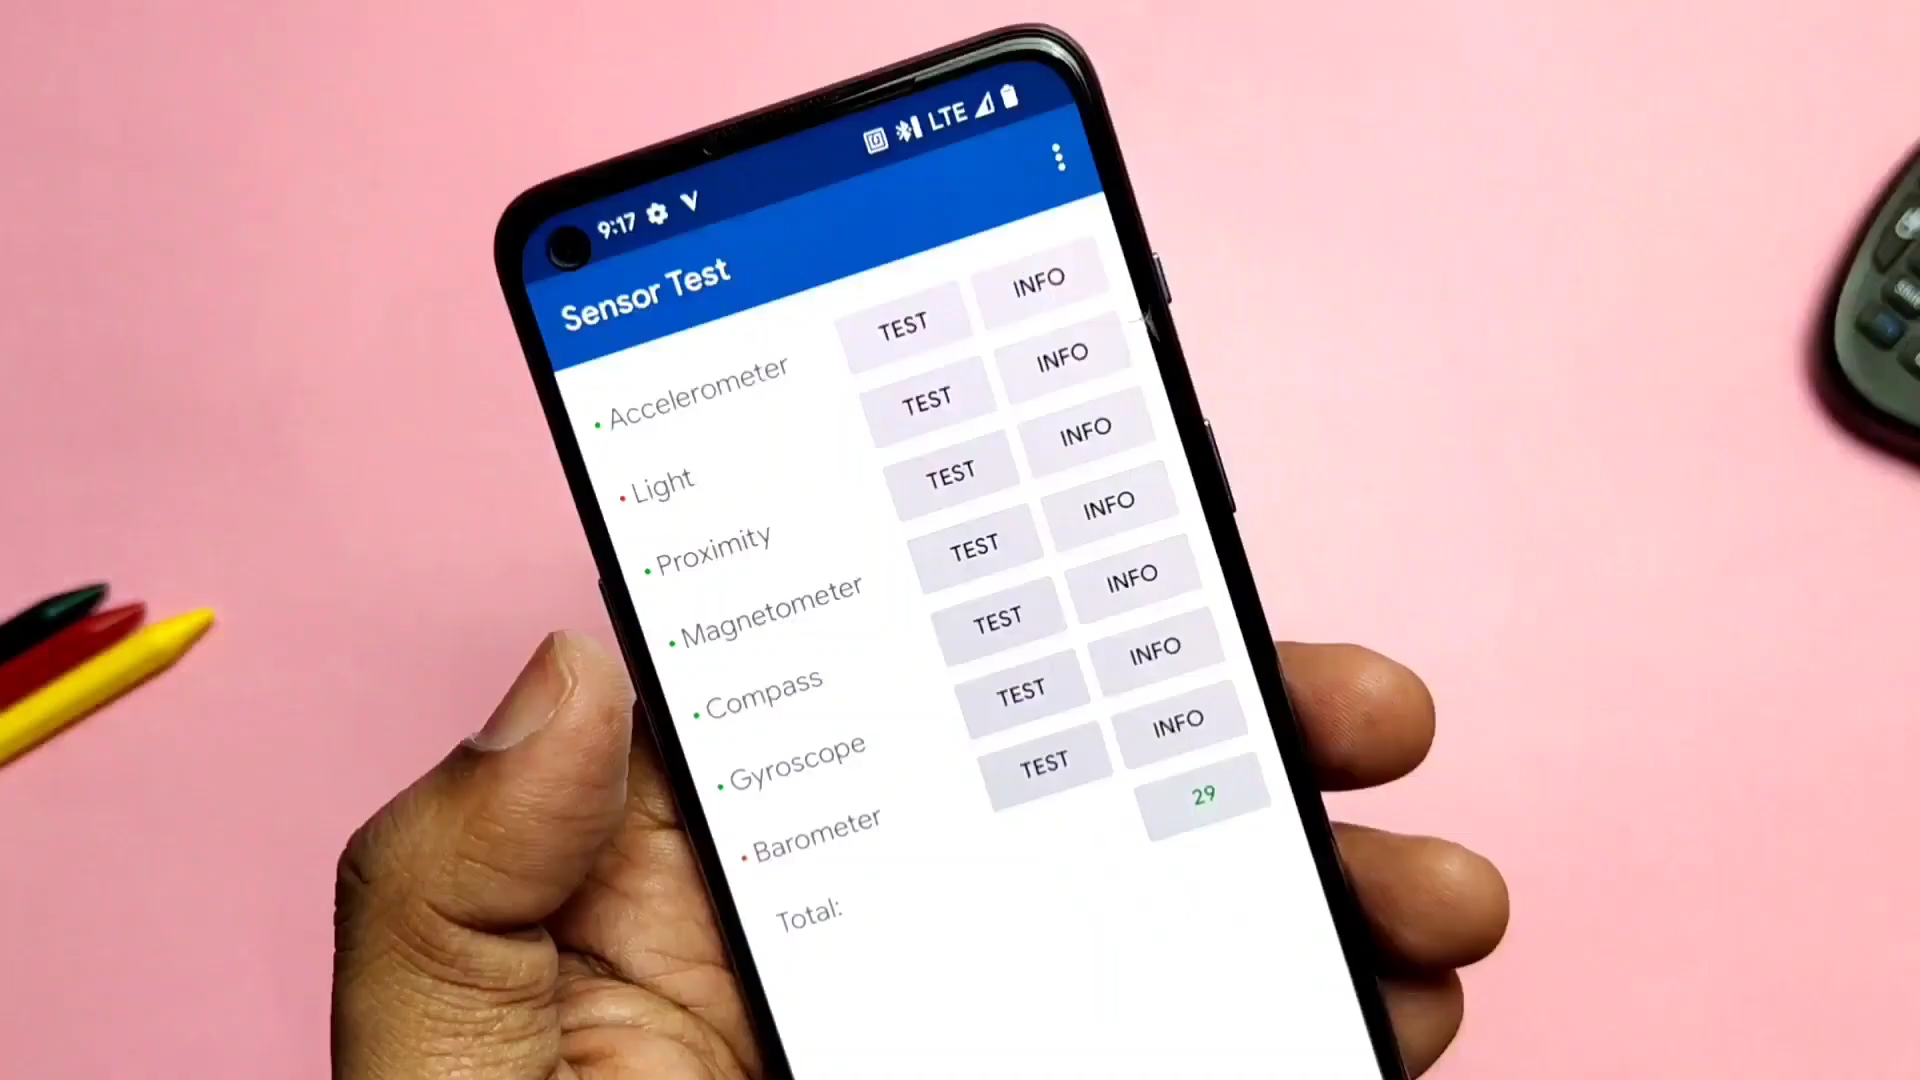 9:17 LTE
Sensor Test
Accelerometer TEST INFO
Light TEST INFO
Proximity TEST INFO
Magnetometer TEST INFO
Compass TEST INFO
Gyroscope TEST INFO
Barometer TEST INFO
Total: 29